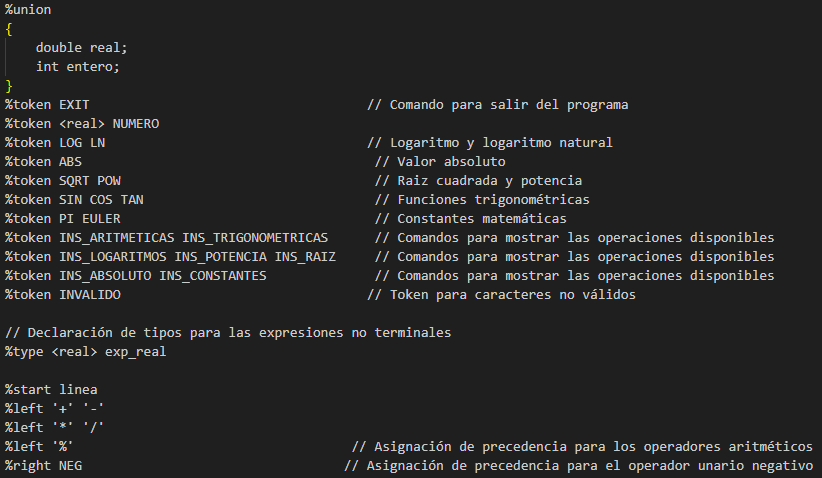 %union
{
    double real;
    int entero;
}
%token EXIT                                    // Comando para salir del programa
%token <real> NUMERO
%token LOG LN                                  // Logaritmo y logaritmo natural
%token ABS                                      // Valor absoluto
%token SQRT POW                                 // Raiz cuadrada y potencia
%token SIN COS TAN                              // Funciones trigonométricas
%token PI EULER                                 // Constantes matemáticas
%token INS_ARITMETICAS INS_TRIGONOMETRICAS      // Comandos para mostrar las operaciones disponibles
%token INS_LOGARITMOS INS_POTENCIA INS_RAIZ     // Comandos para mostrar las operaciones disponibles
%token INS_ABSOLUTO INS_CONSTANTES              // Comandos para mostrar las operaciones disponibles
%token INVALIDO                                // Token para caracteres no válidos

// Declaración de tipos para las expresiones no terminales
%type <real> exp_real

%start linea
%left '+' '-'
%left '*' '/'
%left '%'                                    // Asignación de precedencia para los operadores aritméticos
%right NEG                                  // Asignación de precedencia para el operador unario negativo